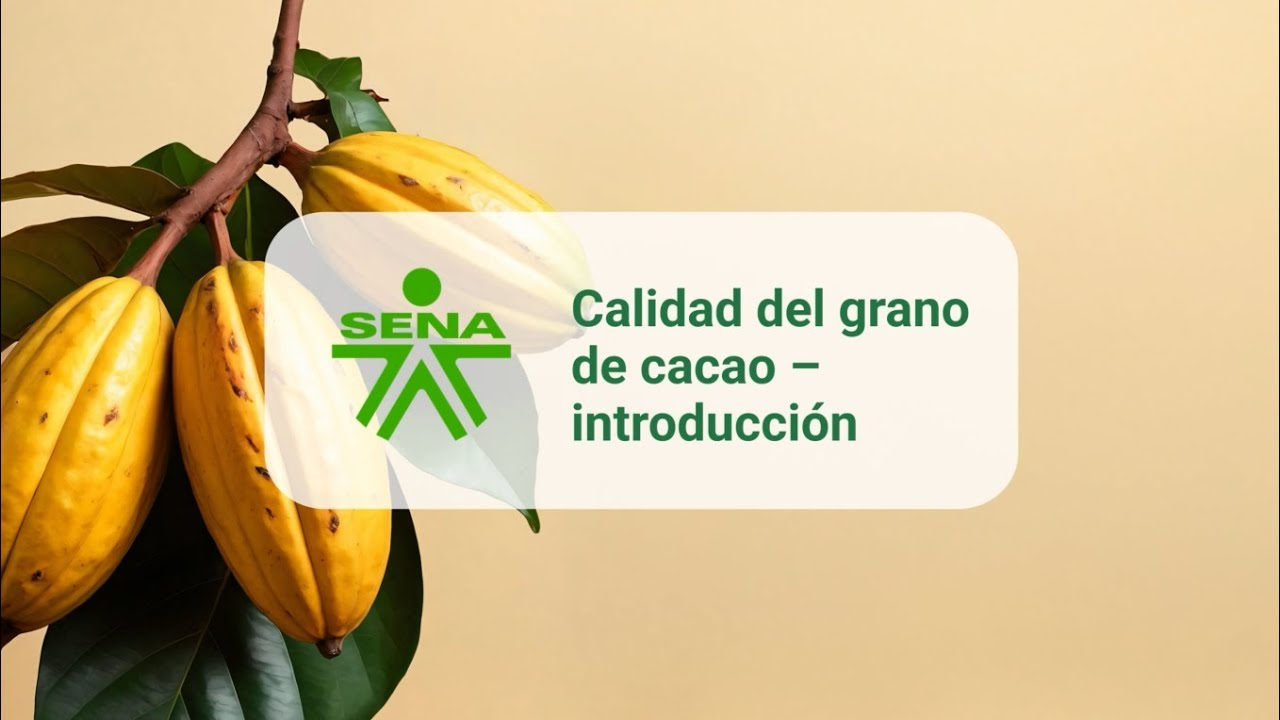 SENA
Calidad del grano
de cacao –
introducción